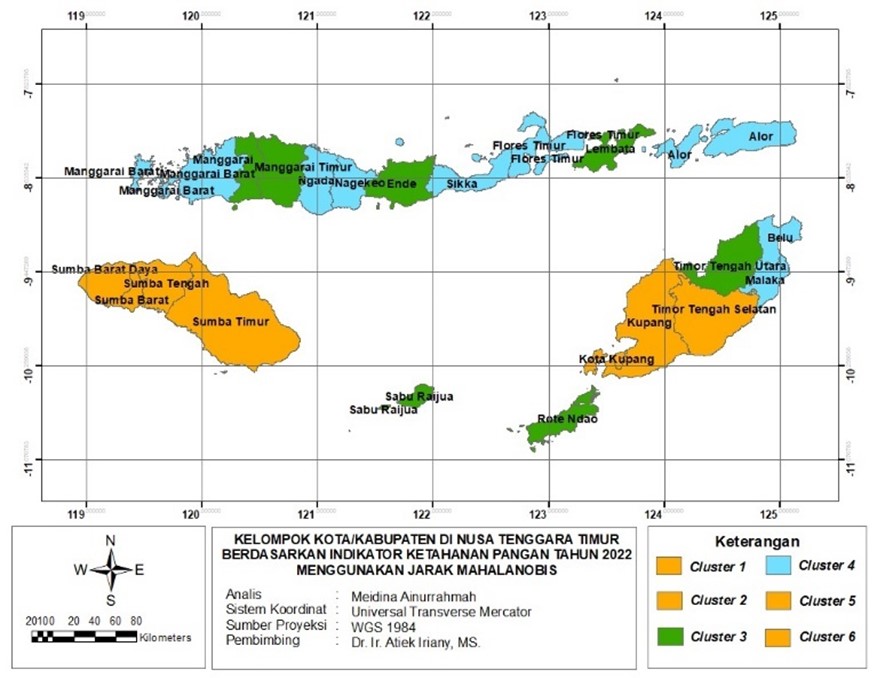 119 120 121 122 123 124 125
-7 -7
Flores Timur
Alor
Flores Timur
Manggarai
Lembata
Manggarai Timur
Alor
Flores Timur
Manggarai Barat Manggarai Barat
-8 Ngada Nagekeo Ende Sikka -8
Manggarai Barat
Belu
Timor Tengah Utara
-9 Sumba Barat Daya -9
Sumba Tengah
Malaka
Sumba Barat
Timor Tengah Selatan
Sumba Timur
Kupang
-10 Kota Kupang -10
Sabu Raijua
Sabu Raijua
Rote Ndao
-11 -11
119 120 121 122 123 124 125
N
W E
S
20100 20 40 60 80
Kilometers
KELOMPOK KOTA/KABUPATEN DI NUSA TENGGARA TIMUR
BERDASARKAN INDIKATOR KETAHANAN PANGAN TAHUN 2022
MENGGUNAKAN JARAK MAHALANOBIS
Analis : Meidina Ainurrahmah
Sistem Koordinat : Universal Transverse Mercator
Sumber Proyeksi : WGS 1984
Pembimbing : Dr. Ir. Atiek Iriany, MS.
Keterangan
Cluster 1 Cluster 4
Cluster 2 Cluster 5
Cluster 3 Cluster 6